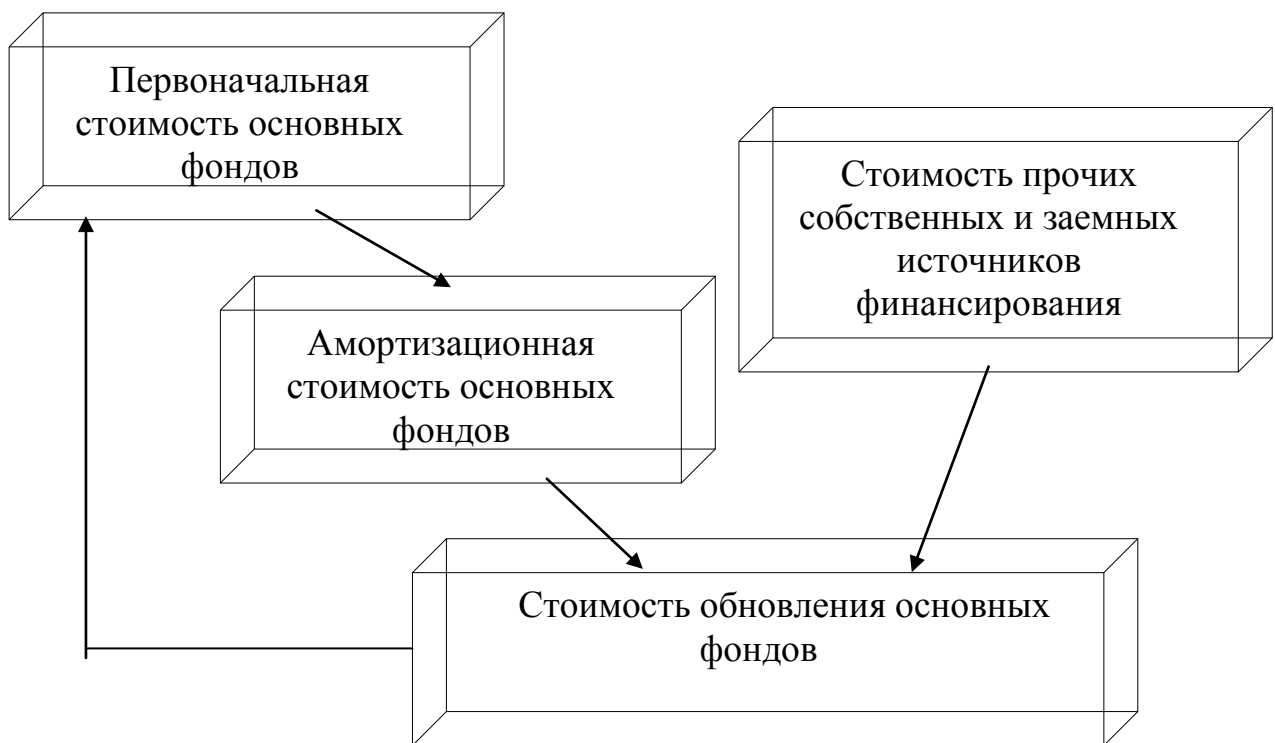 Первоначальная
стоимость основных
фондов
Стоимость прочих
собственных и заемных
источников
финансирования
Амортизационная
стоимость основных
фондов
Стоимость обновления основных
фондов